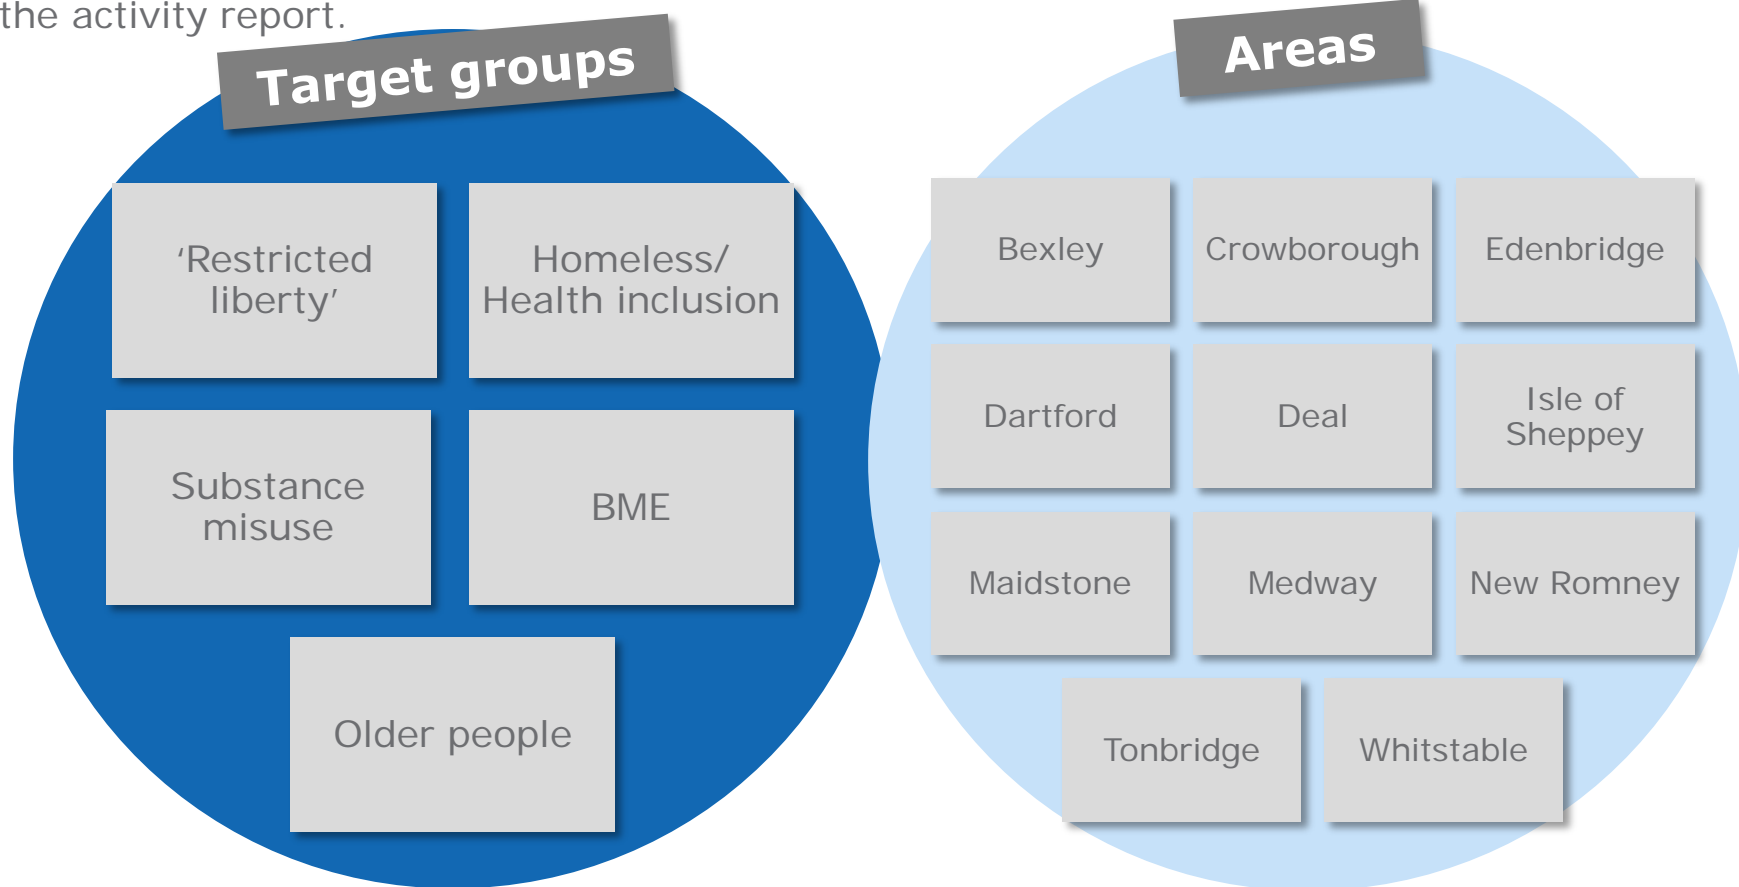 the activity report.
Target groups
'Restricted
liberty'
Homeless/
Health inclusion
Substance
misuse
BME
Older people
Areas
Bexley
Crowborough
Edenbridge
Dartford
Deal
Isle of
Sheppey
Maidstone
Medway
New Romney
Tonbridge
Whitstable